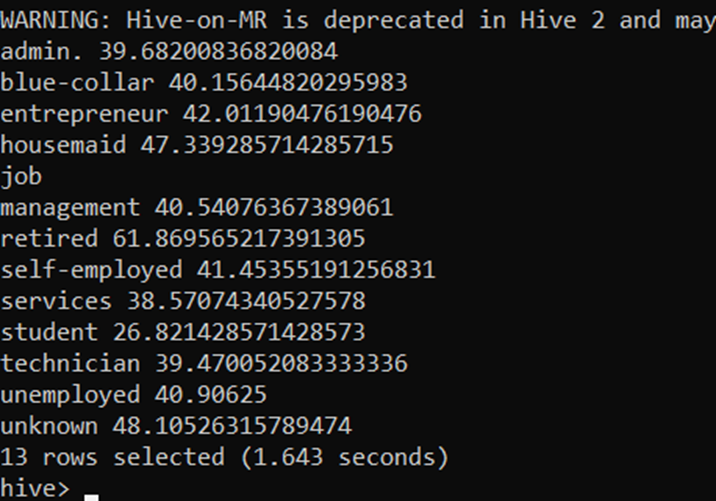 WARNING: Hive-on-MR is deprecated in Hive 2 and may
admin. 39.68200836820084
blue-collar 40.15644820295983
entrepreneur 42.01190476190476
housemaid 47.339285714285715
job
management 40.54076367389061
retired 61.869565217391305
self-employed 41.45355191256831
services 38.57074340527578
student 26.821428571428573
technician 39.470052083333336
unemployed 40.90625
unknown 48.10526315789474
13 rows selected (1.643 seconds)
hive>